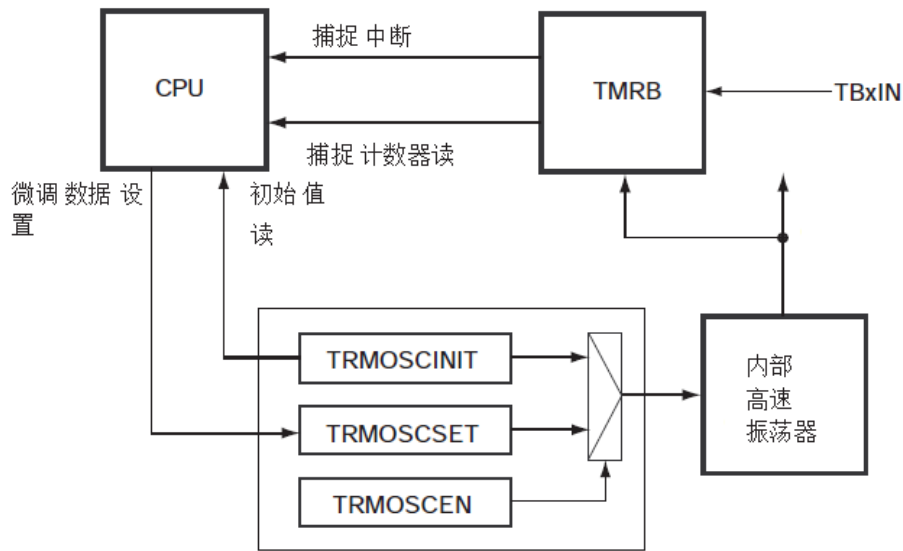 捕捉 中断
CPU
TMRB
TBxIN
捕捉 计数器读
微调 数据 设
置
初始 值
读
TRMOSCINIT
TRMOSCSET
TRMOSCEN
内部
高速
振荡器